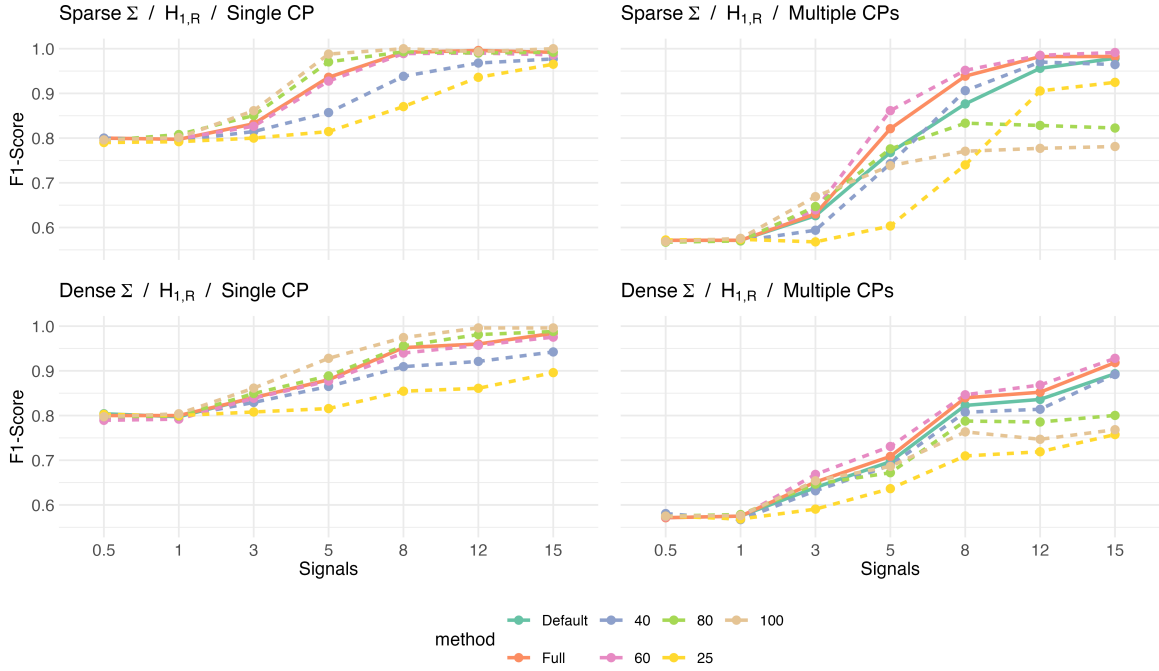 Sparse Σ / H1,R / Single CP
Sparse Σ / H1,R / Multiple CPs
F1-Score
1.0
0.9
0.8
0.7
0.6
Dense Σ / H1,R / Single CP
Dense Σ / H1,R / Multiple CPs
F1-Score
1.0
0.9
0.8
0.7
0.6
0.5 1 3 5 8 12 15
0.5 1 3 5 8 12 15
Signals
Signals
method
Default 40 80 100
Full 60 25